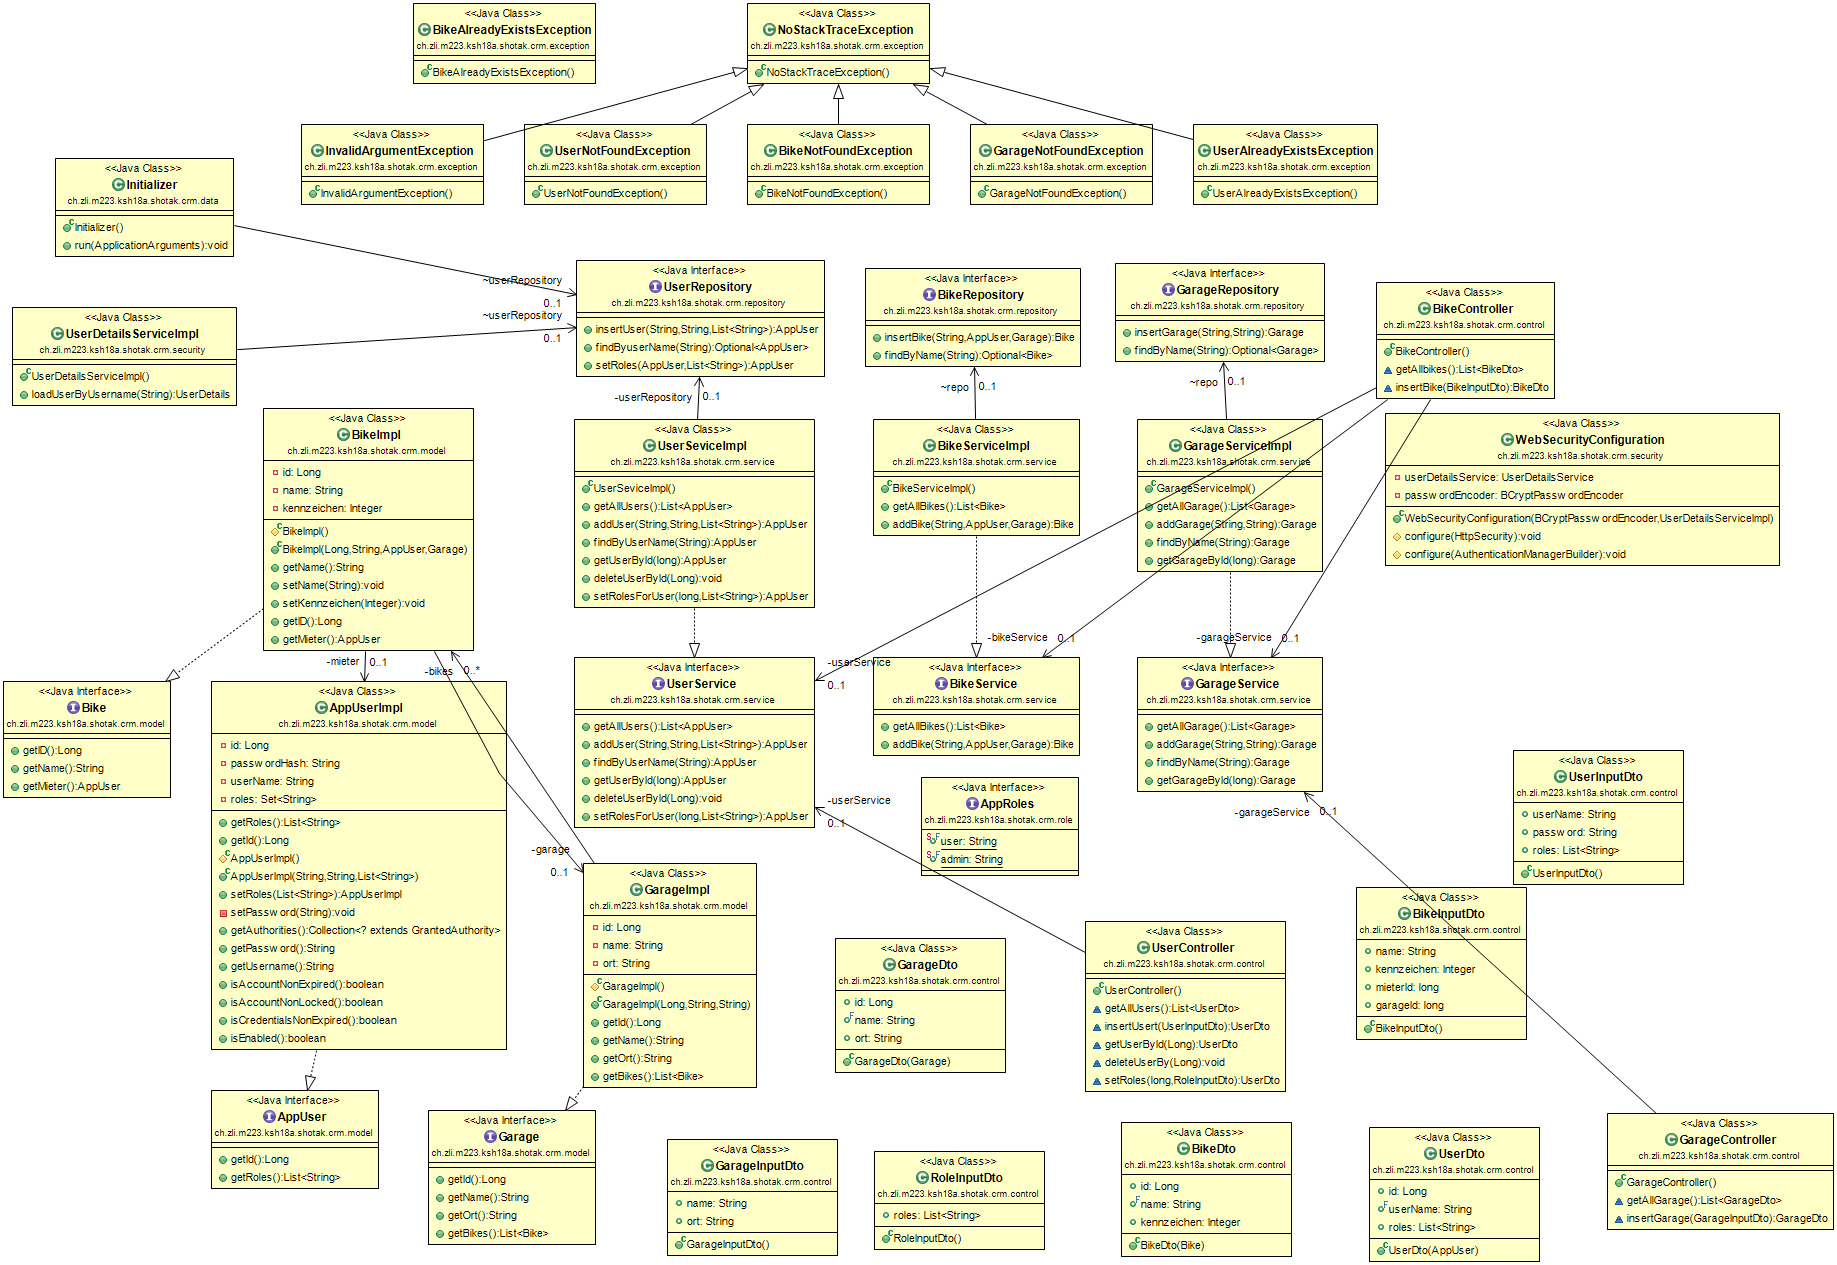 <<Java Class>>
BikeAlreadyExistsException
ch.zli.m223.ksh18a.shotak.crm.exception
BikeAlreadyExistsException()
<<Java Class>>
NoStackTraceException
ch.zli.m223.ksh18a.shotak.crm.exception
NoStackTraceException()
<<Java Class>>
InvalidArgumentException
ch.zli.m223.ksh18a.shotak.crm.exception
InvalidArgumentException()
<<Java Class>>
UserNotFoundException
ch.zli.m223.ksh18a.shotak.crm.exception
UserNotFoundException()
<<Java Class>>
BikeNotFoundException
ch.zli.m223.ksh18a.shotak.crm.exception
BikeNotFoundException()
<<Java Class>>
GarageNotFoundException
ch.zli.m223.ksh18a.shotak.crm.exception
GarageNotFoundException()
<<Java Class>>
UserAlreadyExistsException
ch.zli.m223.ksh18a.shotak.crm.exception
UserAlreadyExistsException()
<<Java Class>>
Initializer
ch.zli.m223.ksh18a.shotak.crm.data
Initializer()
run(ApplicationArguments):void
~userRepository
0..1
~userRepository
0..1
<<Java Interface>>
UserRepository
ch.zli.m223.ksh18a.shotak.crm.repository
insertUser(String,String,List<String>):AppUser
findByuserName(String):Optional<AppUser>
setRoles(AppUser,List<String>):AppUser
<<Java Interface>>
BikeRepository
ch.zli.m223.ksh18a.shotak.crm.repository
insertBike(String,AppUser,Garage):Bike
findByName(String):Optional<Bike>
<<Java Interface>>
GarageRepository
ch.zli.m223.ksh18a.shotak.crm.repository
insertGarage(String,String):Garage
findByName(String):Optional<Garage>
<<Java Class>>
BikeController
ch.zli.m223.ksh18a.shotak.crm.control
BikeController()
getAllbikes():List<BikeDto>
insertBike(BikeInputDto):BikeDto
<<Java Class>>
UserDetailsServiceImpl
ch.zli.m223.ksh18a.shotak.crm.security
UserDetailsServiceImpl()
loadUserByUsername(String):UserDetails
-userRepository
0..1
~repo
0..1
~repo
0..1
<<Java Class>>
BikeImpl
ch.zli.m223.ksh18a.shotak.crm.model
id: Long
name: String
kennzeichen: Integer
BikeImpl()
BikeImpl(Long,String,AppUser,Garage)
getName():String
setName(String):void
setKennzeichen(Integer):void
getID():Long
getMieter():AppUser
<<Java Class>>
UserSeviceImpl
ch.zli.m223.ksh18a.shotak.crm.service
UserSeviceImpl()
getAllUsers():List<AppUser>
addUser(String,String,List<String>):AppUser
findByUserName(String):AppUser
getUserById(long):AppUser
deleteUserById(Long):void
setRolesForUser(long,List<String>):AppUser
<<Java Class>>
BikeServiceImpl
ch.zli.m223.ksh18a.shotak.crm.service
BikeServiceImpl()
getAllBikes():List<Bike>
addBike(String,AppUser,Garage):Bike
<<Java Class>>
GarageServiceImpl
ch.zli.m223.ksh18a.shotak.crm.service
GarageServiceImpl()
getAllGarage():List<Garage>
addGarage(String,String):Garage
findByName(String):Garage
getGarageById(long):Garage
<<Java Class>>
WebSecurityConfiguration
ch.zli.m223.ksh18a.shotak.crm.security
userDetailsService: UserDetailsService
passwordEncoder: BCryptPasswordEncoder
WebSecurityConfiguration(BCryptPasswordEncoder,UserDetailsServiceImpl)
configure(HttpSecurity):void
configure(AuthenticationManagerBuilder):void
-mieter
0..1
-bikes
0..*
-userService
0..1
-bikeService
0..1
-garageService
0..1
<<Java Interface>>
Bike
ch.zli.m223.ksh18a.shotak.crm.model
getID():Long
getName():String
getMieter():AppUser
<<Java Class>>
AppUserImpl
ch.zli.m223.ksh18a.shotak.crm.model
id: Long
passwordHash: String
userName: String
roles: Set<String>
getRoles():List<String>
getId():Long
AppUserImpl()
AppUserImpl(String,String,List<String>)
setRoles(List<String>):AppUserImpl
setPassword(String):void
getAuthorities():Collection<? extends GrantedAuthority>
getPassword():String
getUsername():String
isAccountNonExpired():boolean
isAccountNonLocked():boolean
isCredentialsNonExpired():boolean
isEnabled():boolean
<<Java Interface>>
UserService
ch.zli.m223.ksh18a.shotak.crm.service
getAllUsers():List<AppUser>
addUser(String,String,List<String>):AppUser
findByUserName(String):AppUser
getUserById(long):AppUser
deleteUserById(Long):void
setRolesForUser(long,List<String>):AppUser
<<Java Interface>>
BikeService
ch.zli.m223.ksh18a.shotak.crm.service
getAllBikes():List<Bike>
addBike(String,AppUser,Garage):Bike
<<Java Interface>>
GarageService
ch.zli.m223.ksh18a.shotak.crm.service
getAllGarage():List<Garage>
addGarage(String,String):Garage
findByName(String):Garage
getGarageById(long):Garage
-userService
0..1
-garageService
0..1
-garage
0..1
<<Java Interface>>
AppRoles
ch.zli.m223.ksh18a.shotak.crm.role
user: String
admin: String
<<Java Class>>
UserInputDto
ch.zli.m223.ksh18a.shotak.crm.control
userName: String
password: String
roles: List<String>
UserInputDto()
<<Java Class>>
GarageImpl
ch.zli.m223.ksh18a.shotak.crm.model
id: Long
name: String
ort: String
GarageImpl()
GarageImpl(Long,String,String)
getId():Long
getName():String
getOrt():String
getBikes():List<Bike>
<<Java Class>>
GarageDto
ch.zli.m223.ksh18a.shotak.crm.control
id: Long
name: String
ort: String
GarageDto(Garage)
<<Java Class>>
UserController
ch.zli.m223.ksh18a.shotak.crm.control
UserController()
getAllUsers():List<UserDto>
insertUsert(UserInputDto):UserDto
getUserById(Long):UserDto
deleteUserBy(Long):void
setRoles(long,RoleInputDto):UserDto
<<Java Class>>
BikeInputDto
ch.zli.m223.ksh18a.shotak.crm.control
name: String
kennzeichen: Integer
mieterId: long
garageId: long
BikeInputDto()
<<Java Interface>>
AppUser
ch.zli.m223.ksh18a.shotak.crm.model
getId():Long
getRoles():List<String>
<<Java Interface>>
Garage
ch.zli.m223.ksh18a.shotak.crm.model
getId():Long
getName():String
getOrt():String
getBikes():List<Bike>
<<Java Class>>
GarageInputDto
ch.zli.m223.ksh18a.shotak.crm.control
name: String
ort: String
GarageInputDto()
<<Java Class>>
RoleInputDto
ch.zli.m223.ksh18a.shotak.crm.control
roles: List<String>
RoleInputDto()
<<Java Class>>
BikeDto
ch.zli.m223.ksh18a.shotak.crm.control
id: Long
name: String
kennzeichen: Integer
BikeDto(Bike)
<<Java Class>>
UserDto
ch.zli.m223.ksh18a.shotak.crm.control
id: Long
userName: String
roles: List<String>
UserDto(AppUser)
<<Java Class>>
GarageController
ch.zli.m223.ksh18a.shotak.crm.control
GarageController()
getAllGarage():List<GarageDto>
insertGarage(GarageInputDto):GarageDto